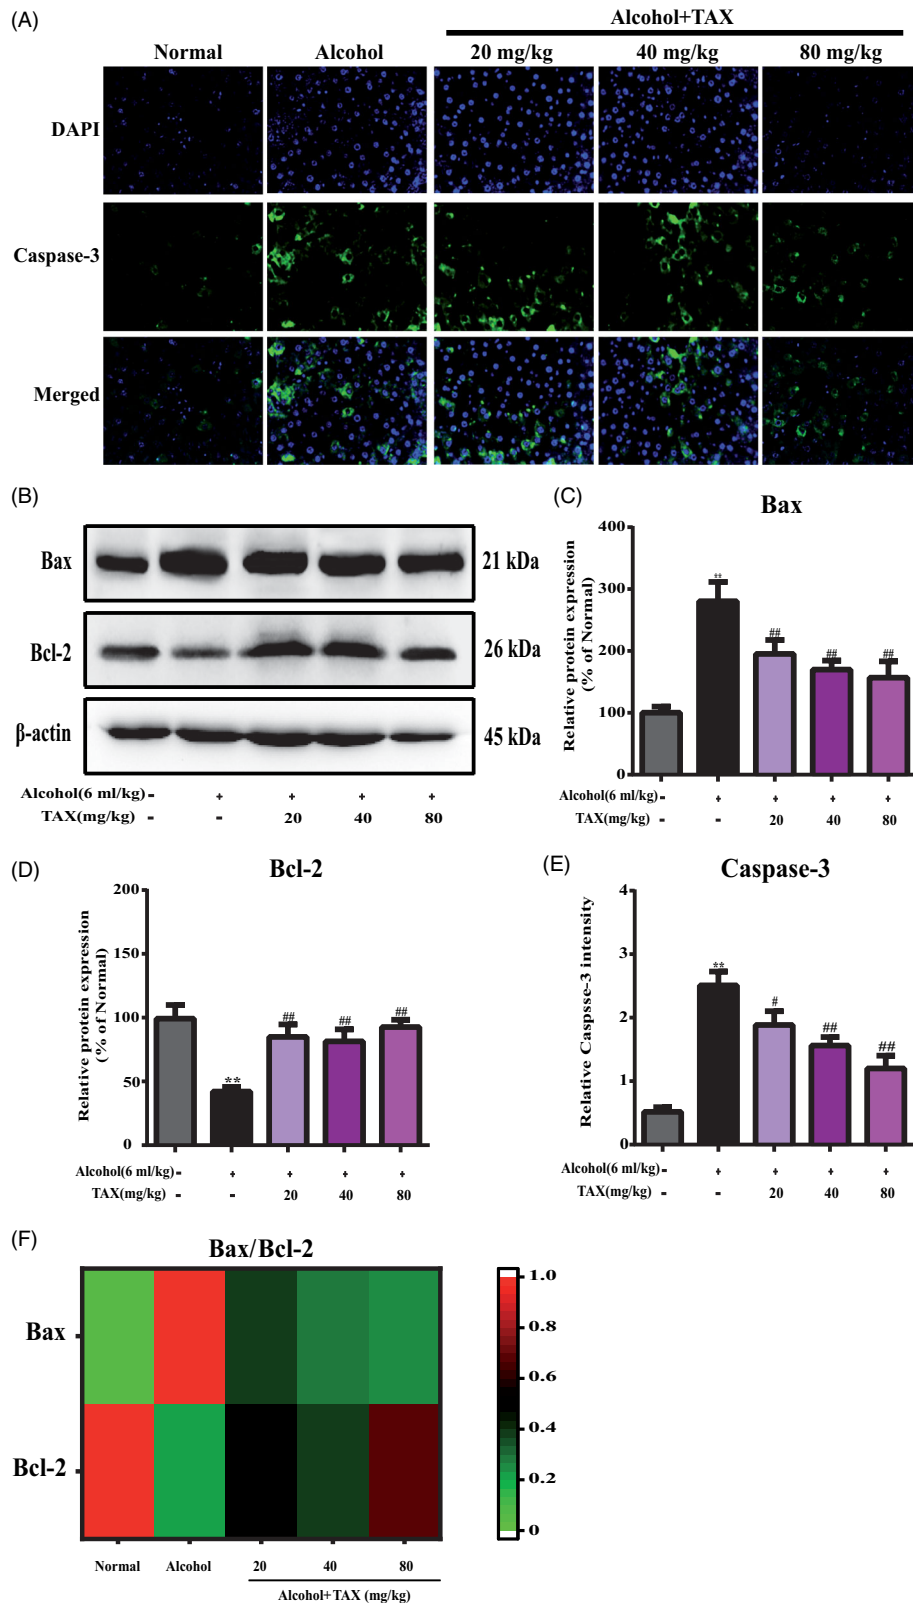 (A)
Alcohol+TAX
Normal Alcohol 20 mg/kg 40 mg/kg 80 mg/kg
DAPI
Caspase-3
Merged
(B)
Bax 21 kDa
Bcl-2 26 kDa
β-actin 45 kDa
Alcohol(6 ml/kg) - + + + +
TAX(mg/kg) - - 20 40 80
(C)
Bax
Relative protein expression
(% of Normal)
400
300
200
100
0
**
##
##
##
Alcohol(6 ml/kg) - + + + +
TAX(mg/kg) - - 20 40 80
(D)
Bcl-2
Relative protein expression
(% of Normal)
200
150
100
50
0
**
##
##
##
Alcohol(6 ml/kg) - + + + +
TAX(mg/kg) - - 20 40 80
(E)
Caspase-3
Relative Caspsse-3 intensity
4
3
2
1
0
**
#
##
##
Alcohol(6 ml/kg) - + + + +
TAX(mg/kg) - - 20 40 80
(F)
Bax/Bcl-2
Bax
Bcl-2
Normal Alcohol 20 40 80
Alcohol+TAX (mg/kg)
1.0
0.8
0.6
0.4
0.2
0